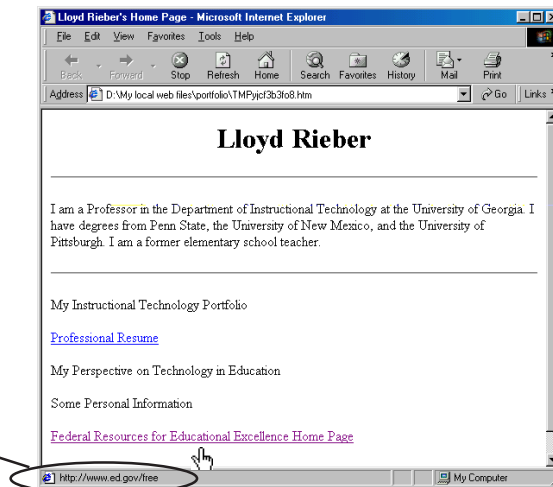 Lloyd Rieber's Home Page - Microsoft Internet Explorer
File Edit View Favorites Tools Help
Back Forward Stop Refresh Home Search Favorites History Mail Print
Address D:\My local web files\portfolio\TMPyjcf3b3fo8.htm Go Links
Lloyd Rieber
I am a Professor in the Department of Instructional Technology at the University of Georgia. I
have degrees from Penn State, the University of New Mexico, and the University of
Pittsburgh. I am a former elementary school teacher.
My Instructional Technology Portfolio
Professional Resume
My Perspective on Technology in Education
Some Personal Information
Federal Resources for Educational Excellence Home Page
http://www.ed.gov/free My Computer